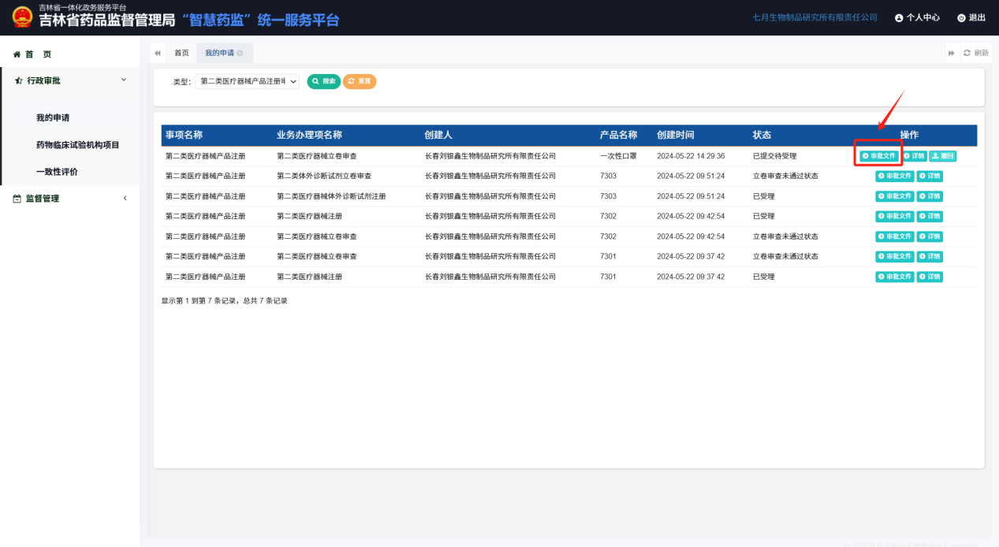 吉林省一体化政务服务平台
吉林省药品监督管理局 “智慧药监” 统一服务平台
七月生物制品研究所有限责任公司 个人中心 退出
首 页
行政审批
我的申请
药物临床试验机构项目
一致性评价
监督管理
首页 我的申请 刷新
类型: 第二类医疗器械产品注册 搜索 重置
事项名称 业务办理项名称 创建人 产品名称 创建时间 状态 操作
第二类医疗器械产品注册 第二类医疗器械立卷审查 长春刘银鑫生物制品研究所有限责任公司 一次性口罩 2024-05-22 14:29:36 已提交待受理 审批文件 详情 撤回
第二类医疗器械产品注册 第二类体外诊断试剂立卷审查 长春刘银鑫生物制品研究所有限责任公司 7303 2024-05-22 09:51:24 立卷审查未通过状态 审批文件 详情
第二类医疗器械产品注册 第二类医疗器械体外诊断试剂注册 长春刘银鑫生物制品研究所有限责任公司 7303 2024-05-22 09:51:24 已受理 审批文件 详情
第二类医疗器械产品注册 第二类医疗器械注册 长春刘银鑫生物制品研究所有限责任公司 7302 2024-05-22 09:42:54 已受理 审批文件 详情
第二类医疗器械产品注册 第二类医疗器械立卷审查 长春刘银鑫生物制品研究所有限责任公司 7302 2024-05-22 09:42:54 立卷审查未通过状态 审批文件 详情
第二类医疗器械产品注册 第二类医疗器械立卷审查 长春刘银鑫生物制品研究所有限责任公司 7301 2024-05-22 09:37:42 立卷审查未通过状态 审批文件 详情
第二类医疗器械产品注册 第二类医疗器械注册 长春刘银鑫生物制品研究所有限责任公司 7301 2024-05-22 09:37:42 已受理 审批文件 详情
显示第 1 到第 7 条记录，总共 7 条记录